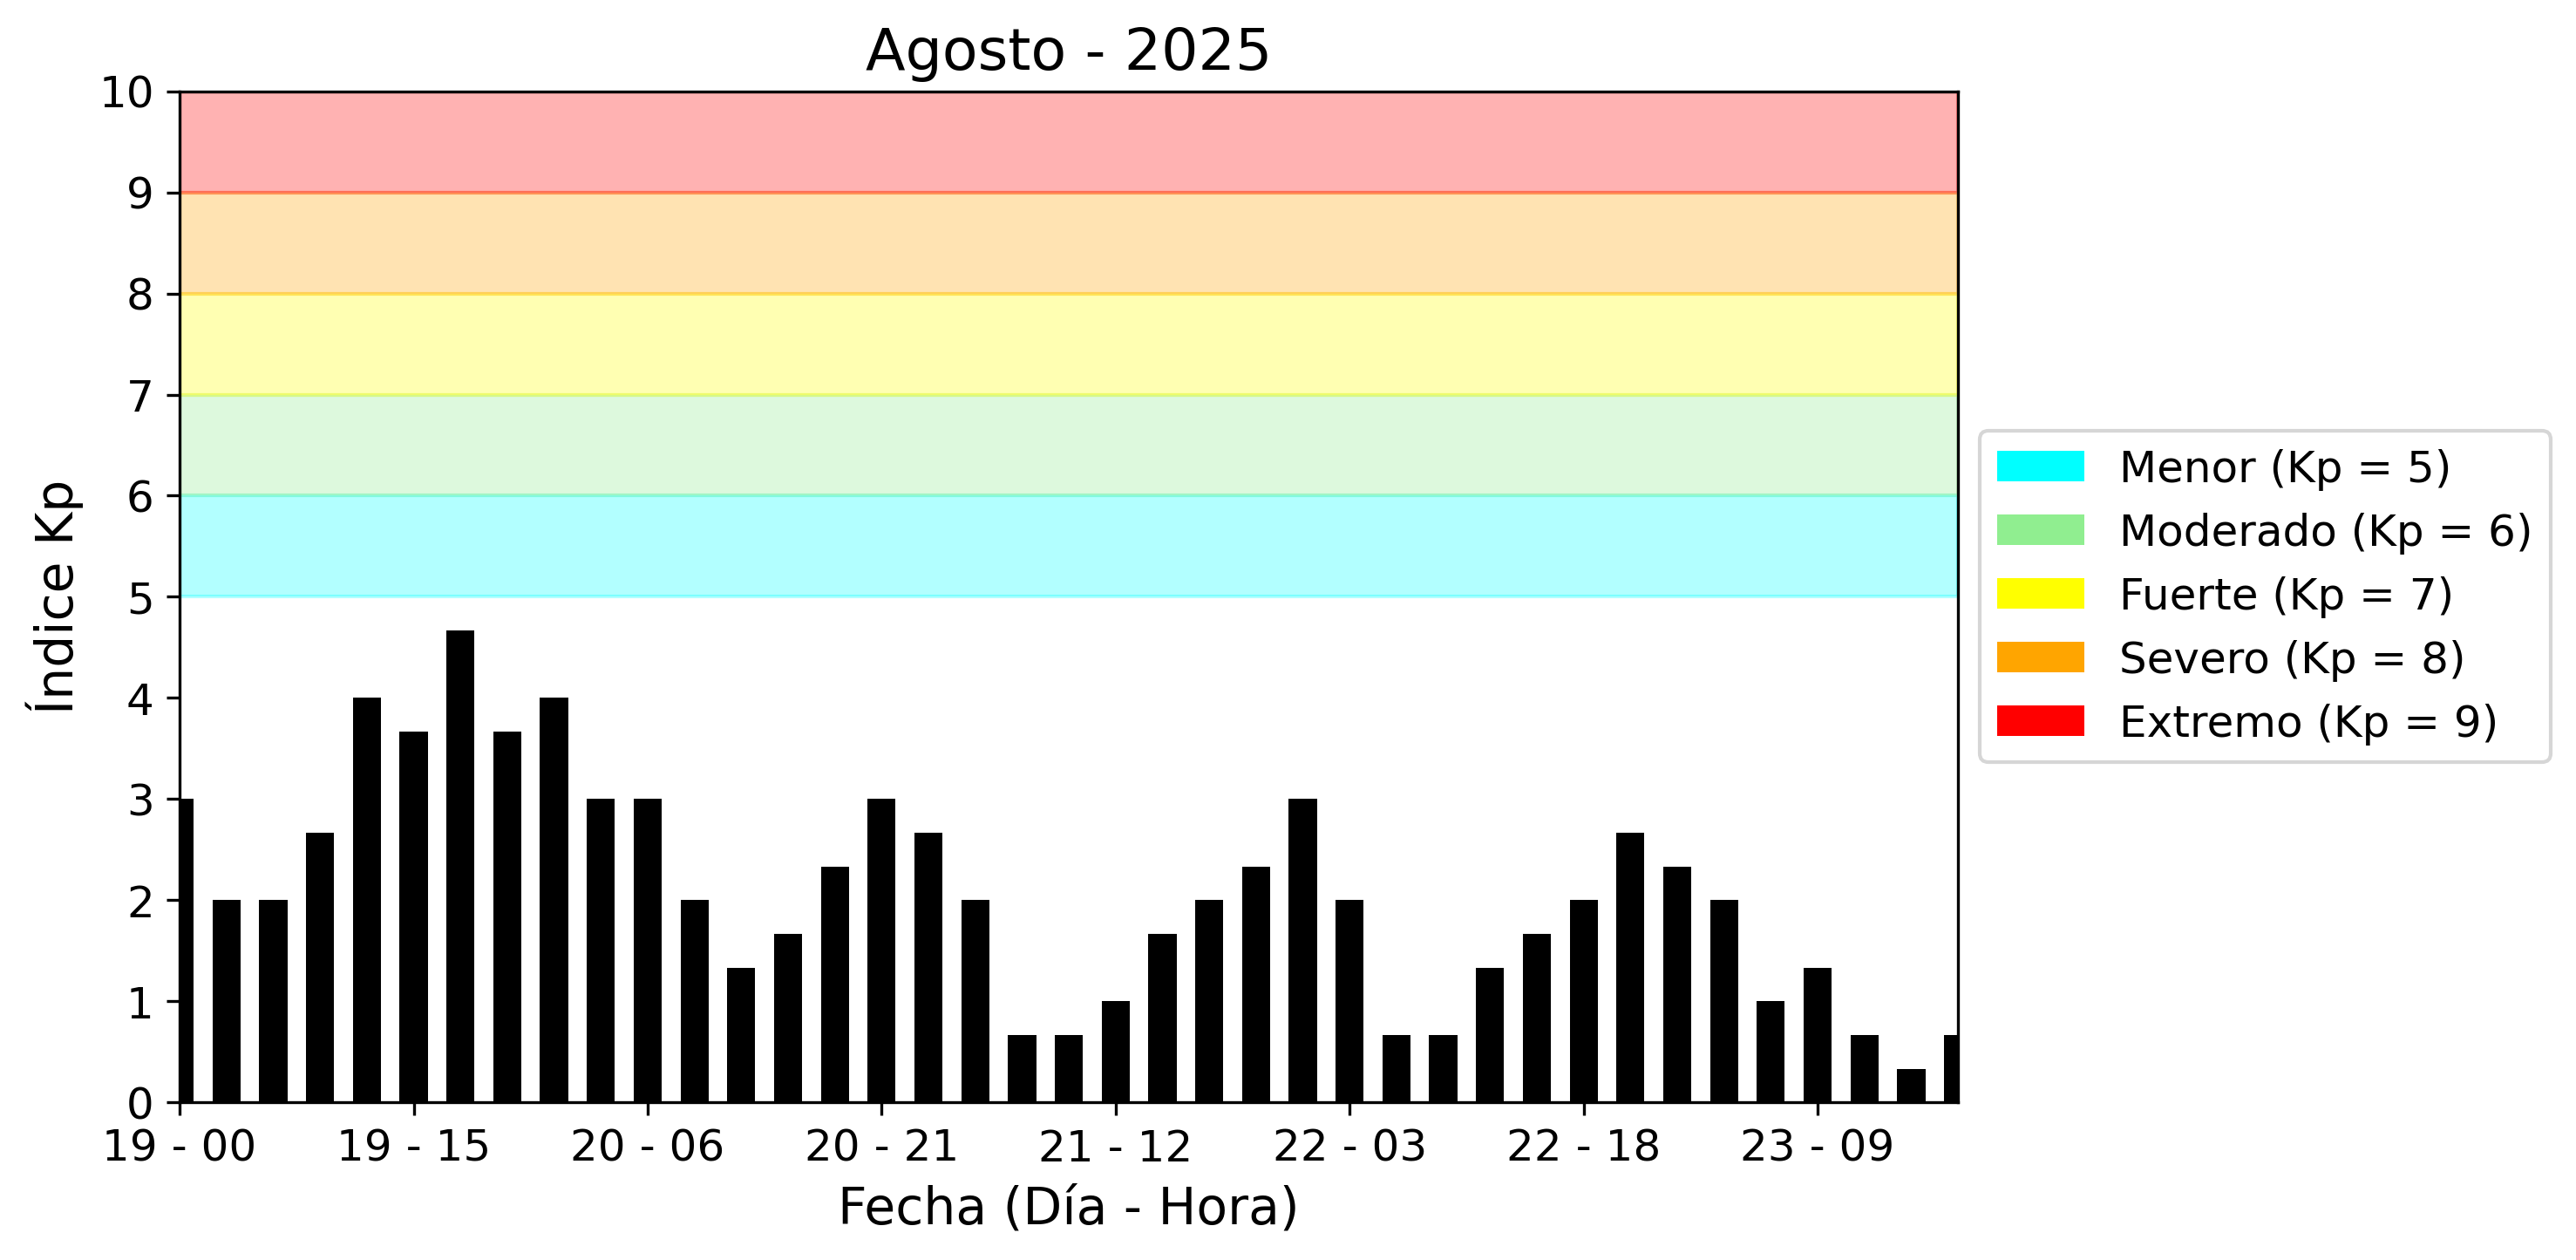 Agosto - 2025
10
9
8
7
6
5
4
3
2
1
0
Índice Kp
19 - 00
19 - 15
20 - 06
20 - 21
21 - 12
22 - 03
22 - 18
23 - 09
Fecha (Día - Hora)
Menor (Kp = 5)
Moderado (Kp = 6)
Fuerte (Kp = 7)
Severo (Kp = 8)
Extremo (Kp = 9)